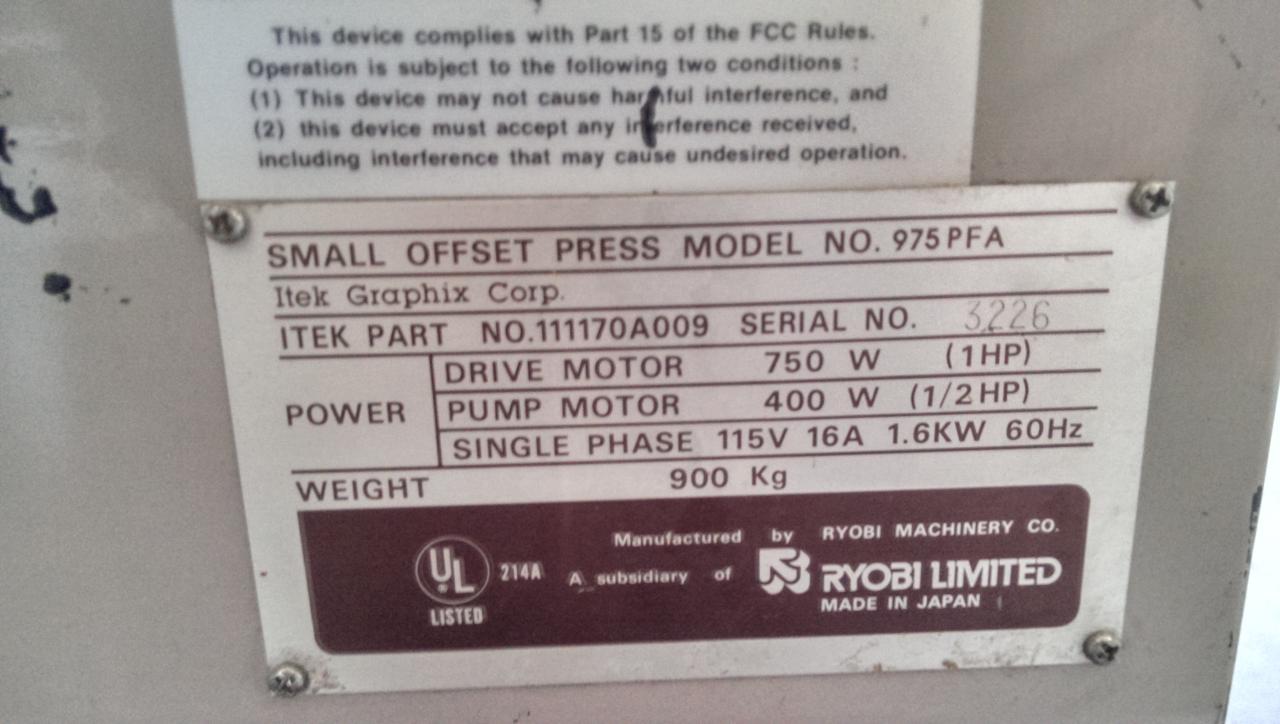 This device complies with Part 15 of the FCC Rules.
Operation is subject to the following two conditions :
(1) This device may not cause harmful interference, and
(2) this device must accept any interference received,
including interference that may cause undesired operation.
SMALL OFFSET PRESS MODEL NO. 975PFA
Itek Graphix Corp.
ITEK PART NO.111170A009 SERIAL NO. 3226
POWER
DRIVE MOTOR 750 W (1HP)
PUMP MOTOR 400 W (1/2HP)
SINGLE PHASE 115V 16A 1.6KW 60Hz
WEIGHT 900 Kg
UL ® 214A
LISTED
Manufactured by RYOBI MACHINERY CO.
A subsidiary of RYOBI LIMITED
MADE IN JAPAN